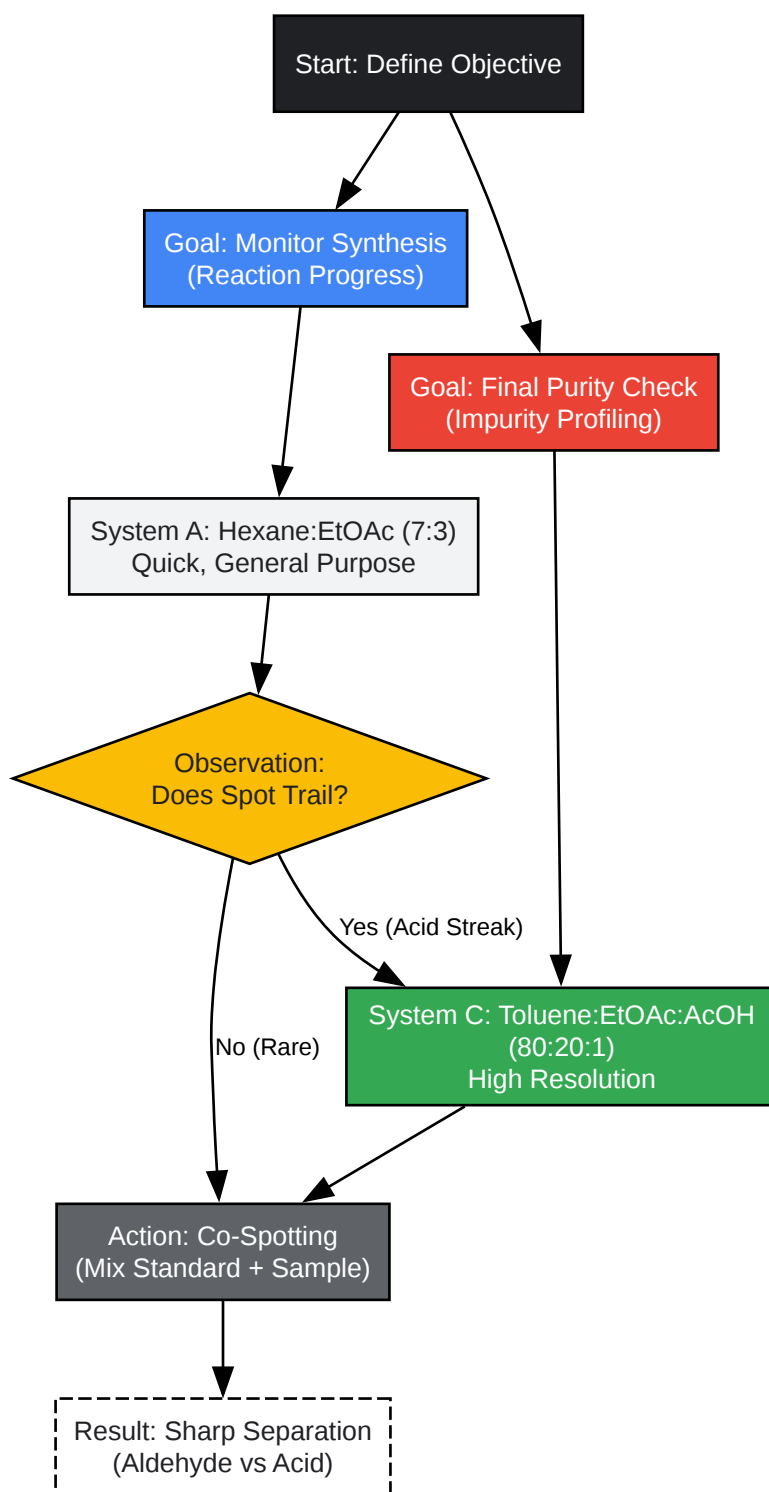 Start: Define Objective
Goal: Monitor Synthesis
(Reaction Progress)
Goal: Final Purity Check
(Impurity Profiling)
System A: Hexane:EtOAc (7:3)
Quick, General Purpose
Observation:
Does Spot Trail?
Yes (Acid Streak)
System C: Toluene:EtOAc:AcOH
(80:20:1)
High Resolution
No (Rare)
Action: Co-Spotting
(Mix Standard + Sample)
Result: Sharp Separation
(Aldehyde vs Acid)